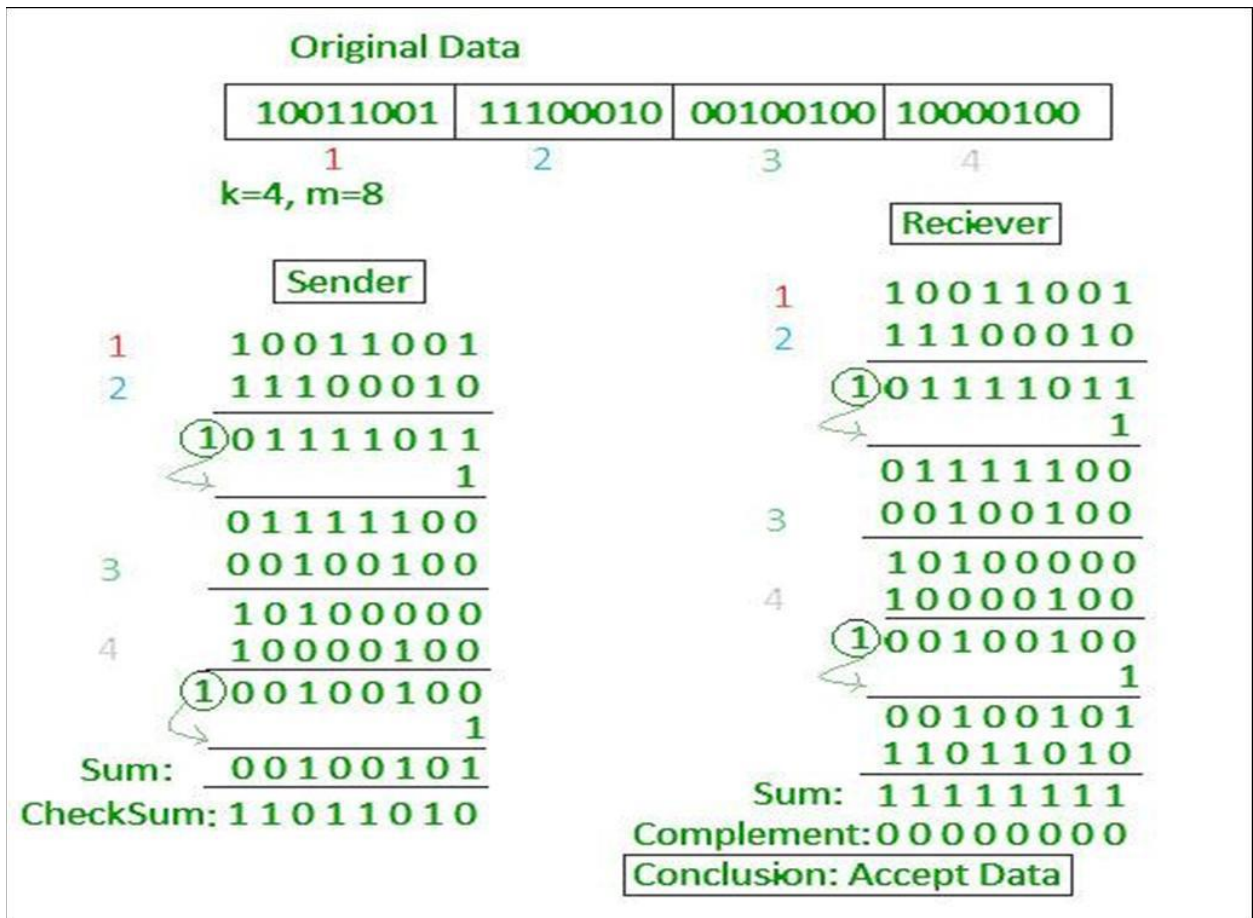 Original Data
10011001 11100010 00100100 10000100
1 2 3 4
k=4, m=8
Sender
1 10011001
2 11100010
1 01111011
1
01111100
3 00100100
10100000
4 10000100
1 00100100
1
Sum: 00100101
CheckSum: 11011010
Reciever
1 10011001
2 11100010
1 01111011
1
01111100
3 00100100
10100000
4 10000100
1 00100100
1
00100101
11011010
Sum: 11111111
Complement: 00000000
Conclusion: Accept Data